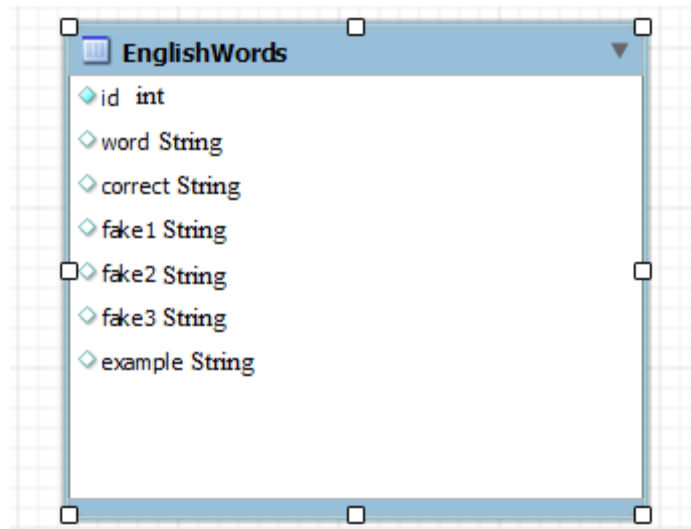 EnglishWords
id int
word String
correct String
fake1 String
fake2 String
fake3 String
example String